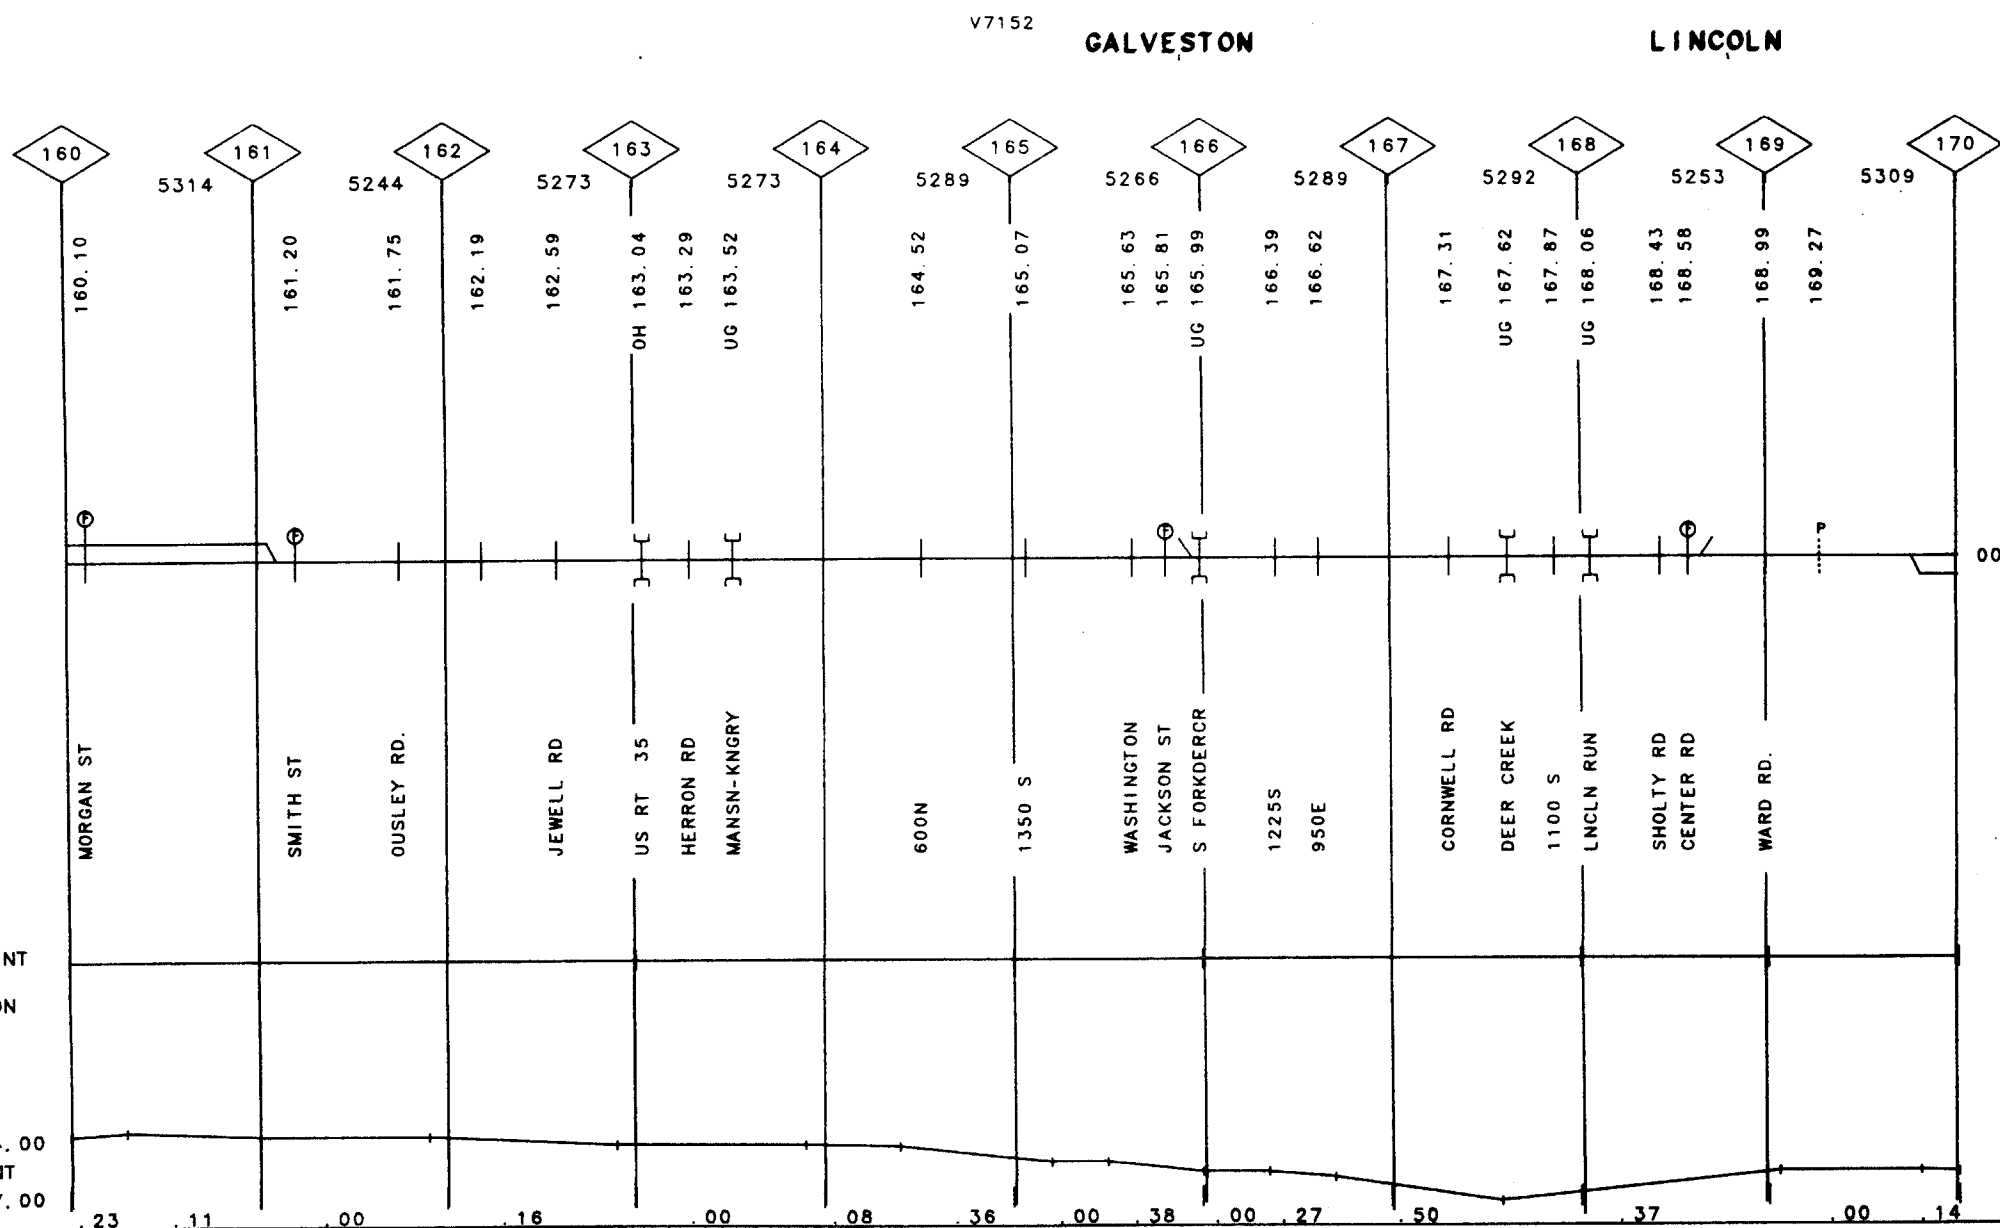 V7152
GALVESTON
LINCOLN
160 161 162 163 164 165 166 167 168 169 170
5314 5244 5273 5273 5289 5266 5289 5292 5253 5309
160.10
161.20
161.75
162.19
162.59
OH 163.04
163.29
UG 163.52
164.52
165.07
165.63
165.81
UG 165.99
166.39
166.62
167.31
UG 167.62
167.87
UG 168.06
168.43
168.58
168.99
169.27
F
F
F
F
P
00
MORGAN ST
SMITH ST
OUSLEY RD.
JEWELL RD
US RT 35
HERRON RD
MANSN-KNGRY
600N
1350 S
WASHINGTON
JACKSON ST
S FORKDERCR
1225S
950E
CORNWELL RD
DEER CREEK
1100 S
LNCLN RUN
SHOLTY RD
CENTER RD
WARD RD.
NT
ON
.00
NT
7.00
.23 .11 .00 .16 .00 .08 .36 .00 .38 .00 .27 .50 .37 .00 .14